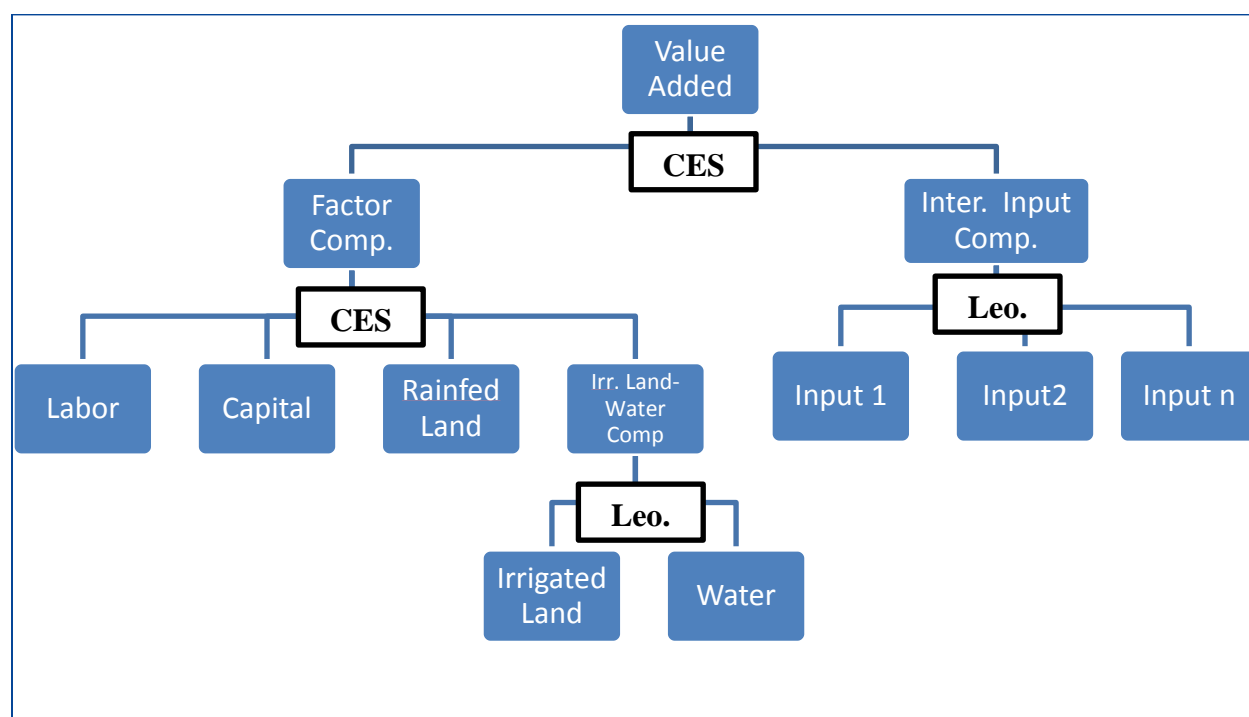 Value
Added
CES
Factor
Comp.
Inter. Input
Comp.
CES
Leo.
Labor
Capital
Rainfed
Land
Irr. Land-
Water
Comp
Input 1
Input2
Input n
Leo.
Irrigated
Land
Water